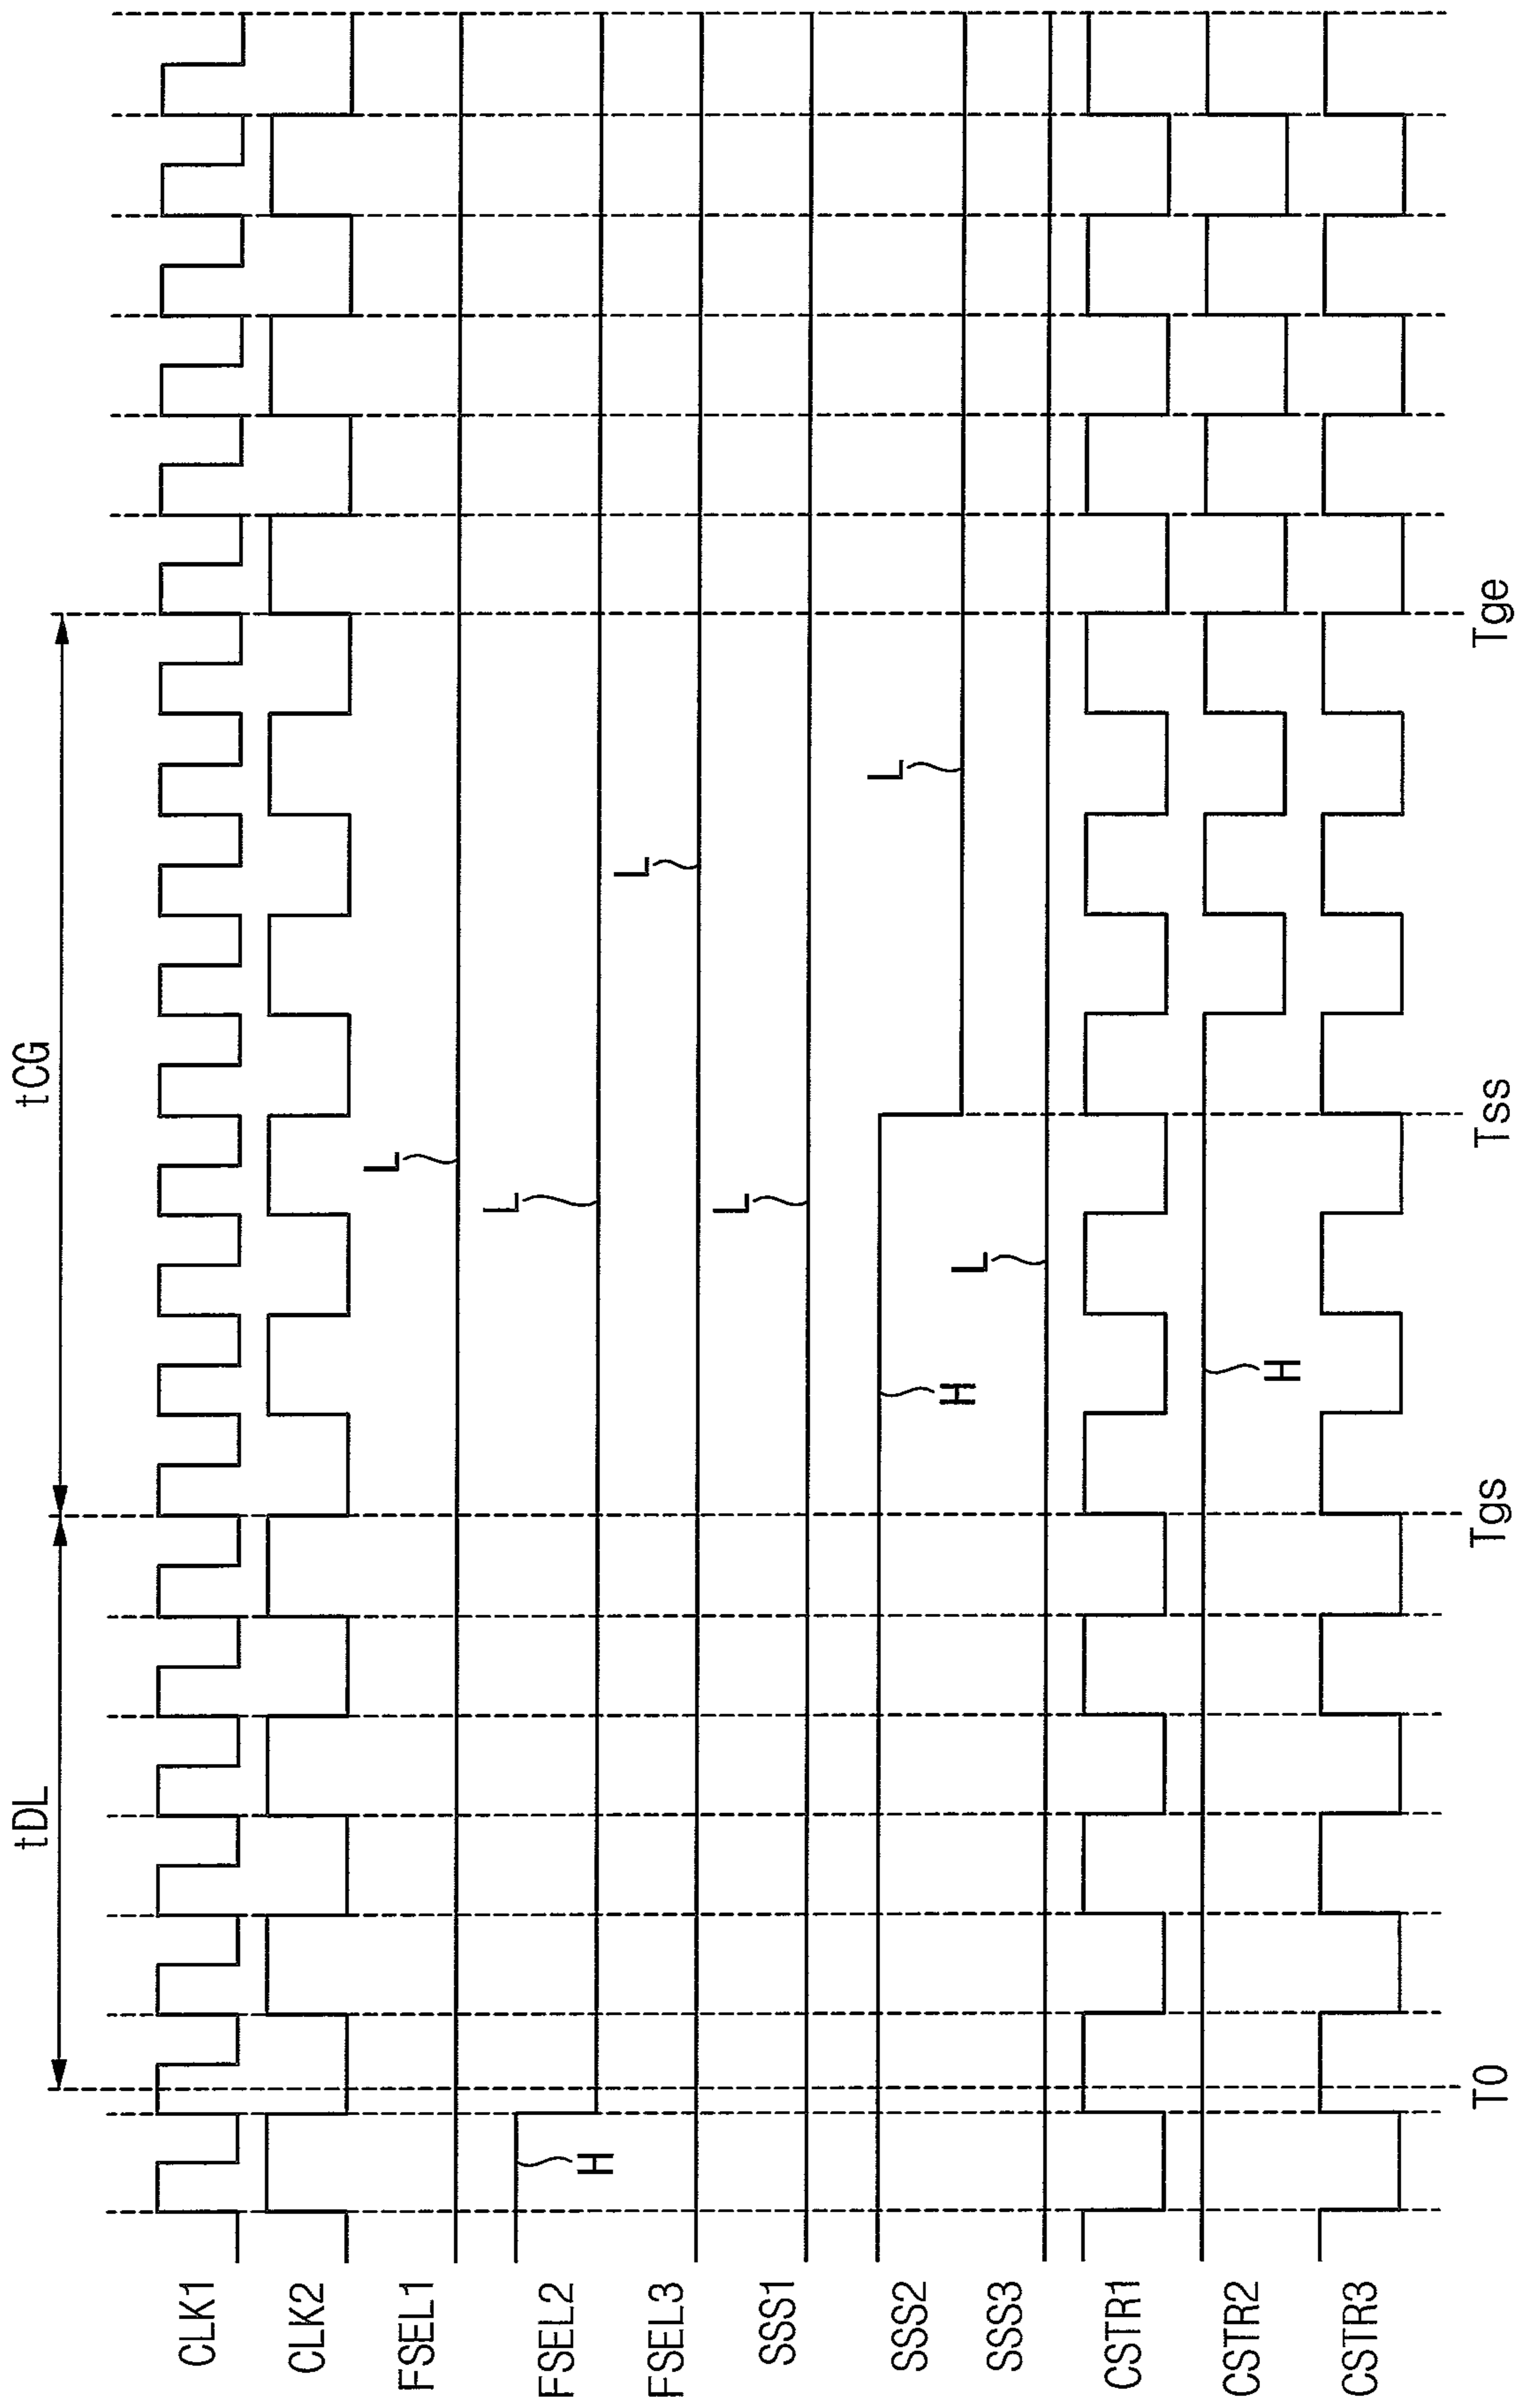 tDL
tCG
CLK1
CLK2
FSEL1
L
FSEL2
H
L
FSEL3
L
SSS1
L
SSS2
H
L
SSS3
L
CSTR1
CSTR2
H
CSTR3
T0
Tgs
Tss
Tge